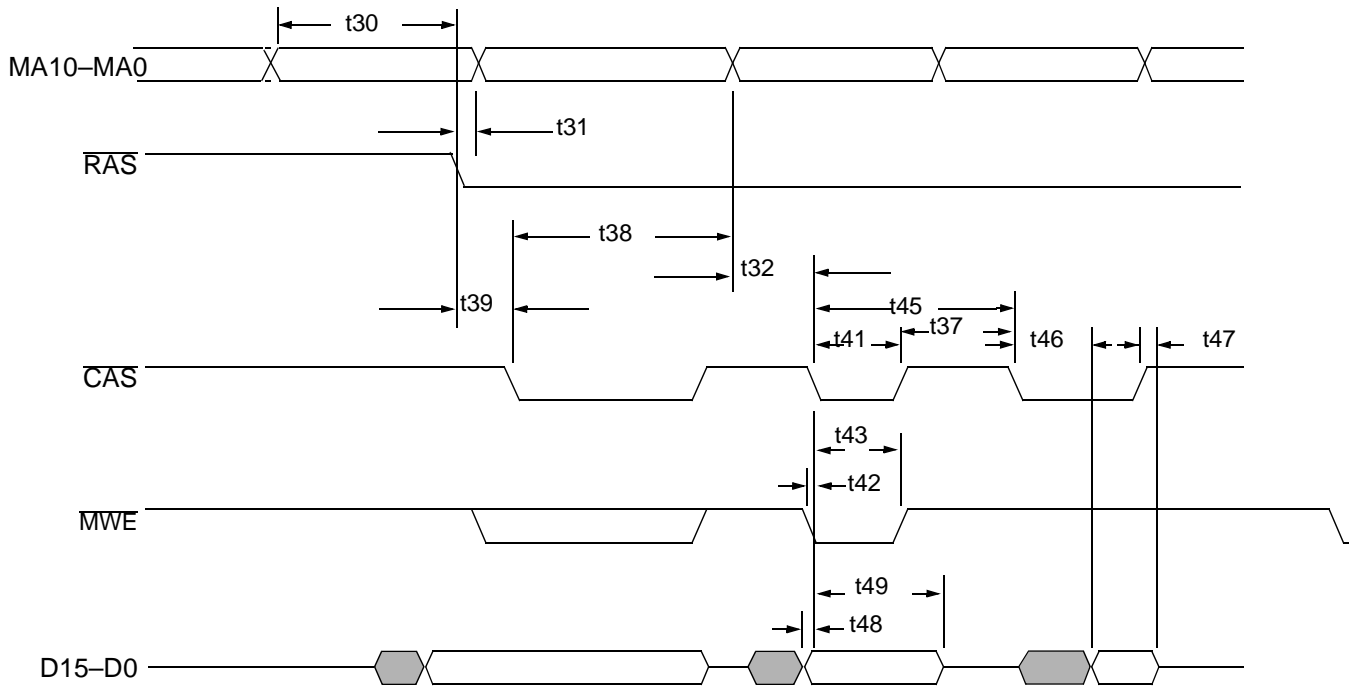 t30
MA10–MA0
t31
RAS
t38
t32
t39
t45
t37
t41
t46
t47
CAS
t43
t42
MWE
t49
t48
D15–D0